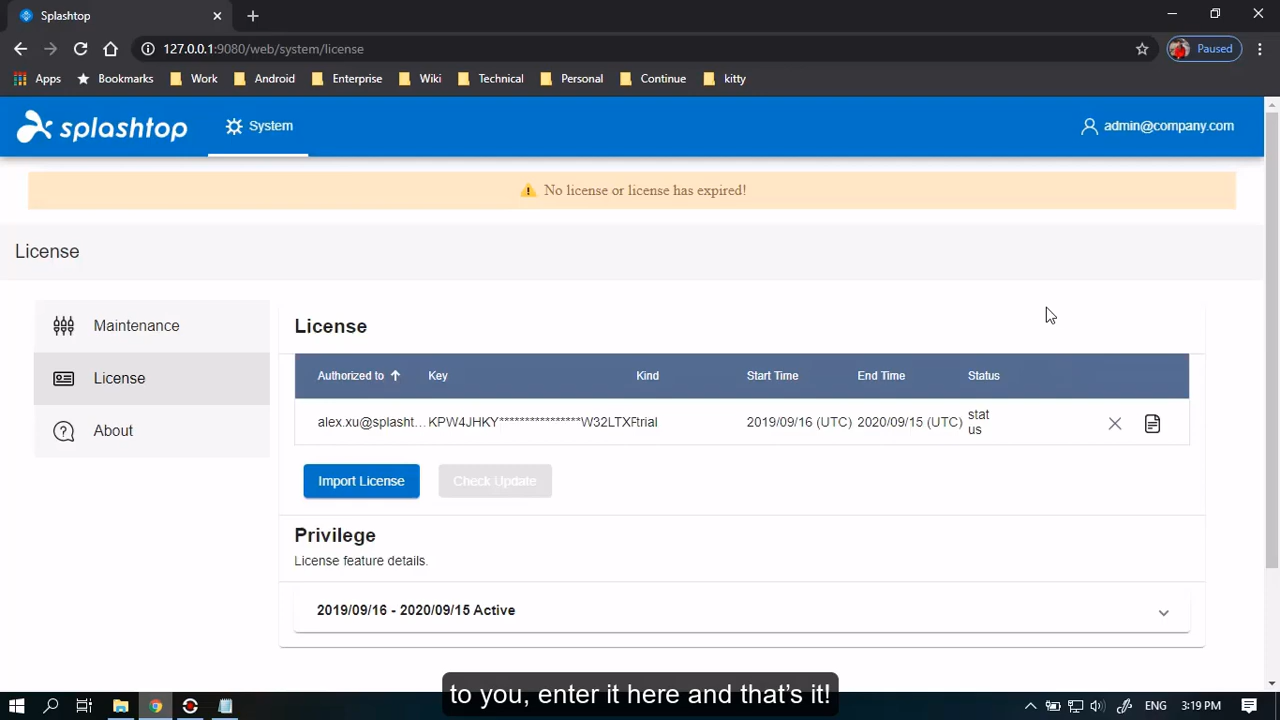 Splashtop
127.0.0.1:9080/web/system/license
Paused
Apps Bookmarks Work Android Enterprise Wiki Technical Personal Continue kitty
splashtop System admin@company.com
No license or license has expired!
License
Maintenance
License
About
License
Authorized to Key Kind Start Time End Time Status
alex.xu@splasht... KPW4JHKY****************W32LTXF trial 2019/09/16 (UTC) 2020/09/15 (UTC) stat
us
Import License Check Update
Privilege
License feature details.
2019/09/16 - 2020/09/15 Active
to you, enter it here and that's it!
ENG 3:19 PM